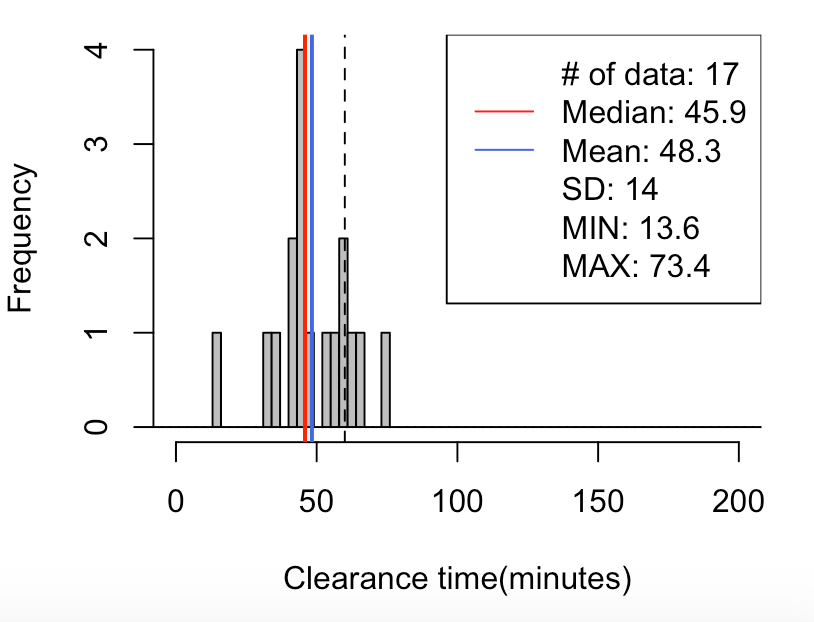 # of data: 17
Median: 45.9
Mean: 48.3
SD: 14
MIN: 13.6
MAX: 73.4
Frequency
4
3
2
1
0
0 50 100 150 200
Clearance time(minutes)